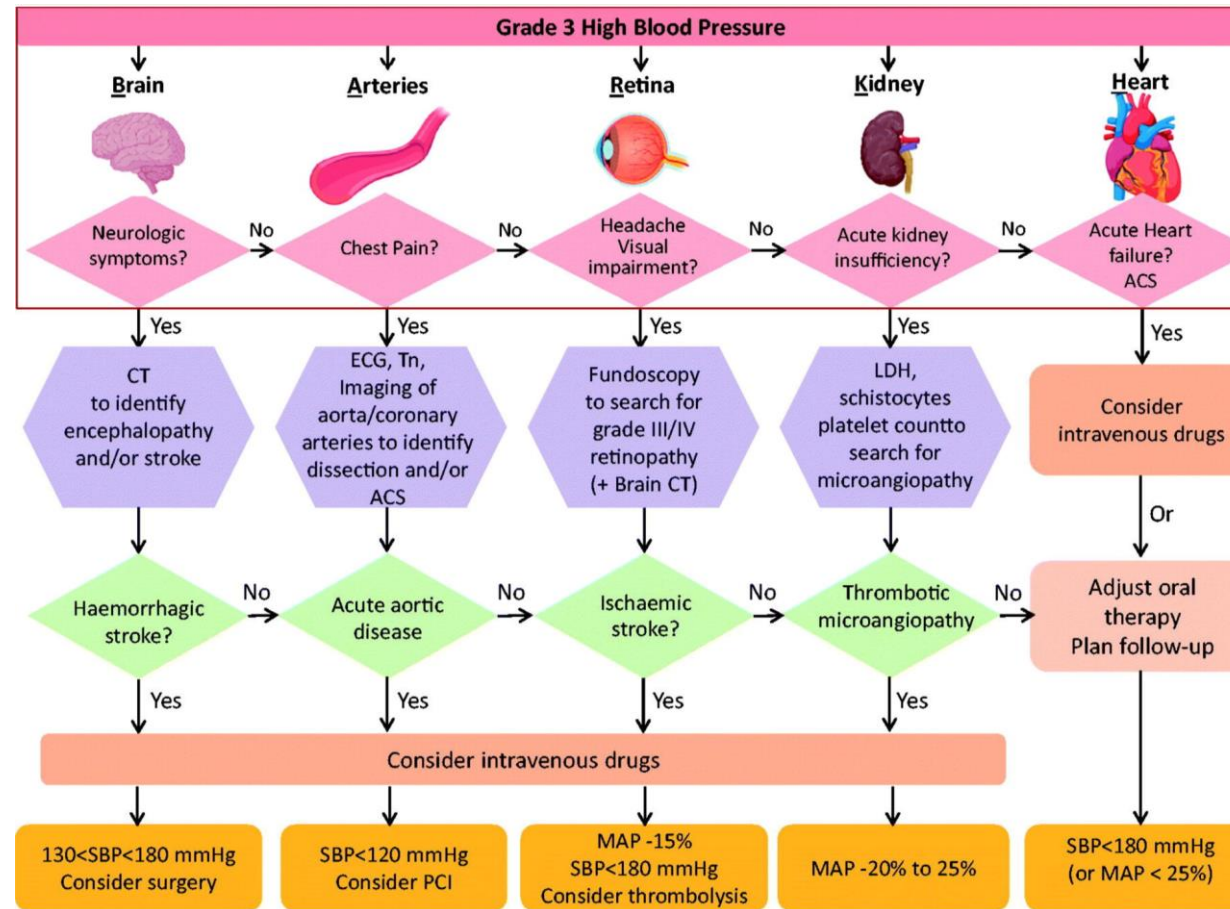 Grade 3 High Blood Pressure
Brain
Arteries
Retina
Kidney
Heart
Neurologic
symptoms?
No
Chest Pain?
No
Headache
Visual
impairment?
No
Acute kidney
insufficiency?
No
Acute Heart
failure?
ACS
Yes
Yes
Yes
Yes
Yes
CT
to identify
encephalopathy
and/or stroke
ECG, Tn,
Imaging of
aorta/coronary
arteries to identify
dissection and/or
ACS
Fundoscopy
to search for
grade III/IV
retinopathy
(+ Brain CT)
LDH,
schistocytes
platelet countto
search for
microangiopathy
Consider
intravenous drugs
Or
Haemorrhagic
stroke?
No
Acute aortic
disease
No
Ischaemic
stroke?
No
Thrombotic
microangiopathy
No
Adjust oral
therapy
Plan follow-up
Yes
Yes
Yes
Yes
Consider intravenous drugs
130<SBP<180 mmHg
Consider surgery
SBP<120 mmHg
Consider PCI
MAP -15%
SBP<180 mmHg
Consider thrombolysis
MAP -20% to 25%
SBP<180 mmHg
(or MAP < 25%)